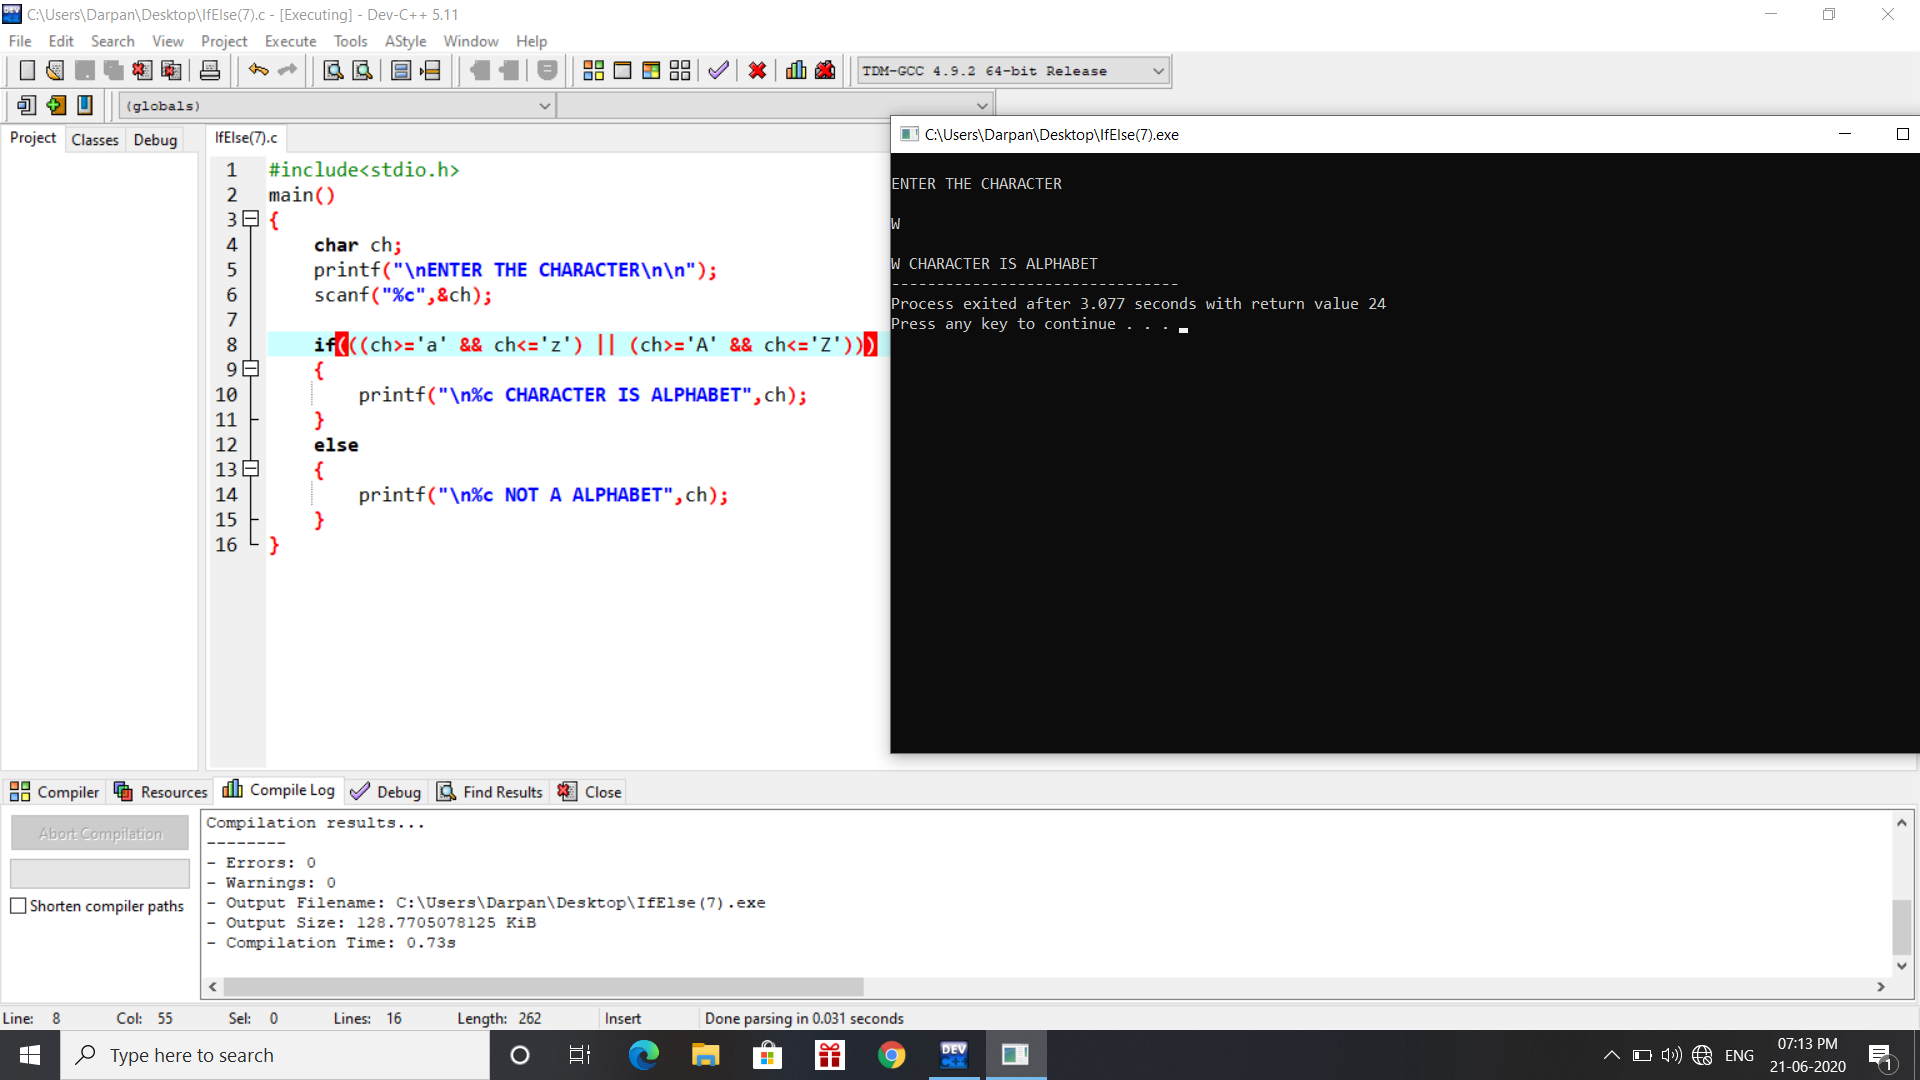 C:\Users\Darpan\Desktop\IfElse(7).c - [Executing] - Dev-C++ 5.11
File Edit Search View Project Execute Tools AStyle Window Help
TDM-GCC 4.9.2 64-bit Release
(globals)
Project Classes Debug
IfElse(7).c
1 #include<stdio.h>
2 main()
3 {
4 char ch;
5 printf("\nENTER THE CHARACTER\n\n");
6 scanf("%c",&ch);
7
8 if(((ch>='a' && ch<='z') || (ch>='A' && ch<='Z')))
9 {
10 printf("\n%c CHARACTER IS ALPHABET",ch);
11 }
12 else
13 {
14 printf("\n%c NOT A ALPHABET",ch);
15 }
16 }
C:\Users\Darpan\Desktop\IfElse(7).exe
ENTER THE CHARACTER
W
W CHARACTER IS ALPHABET
--------------------------------
Process exited after 3.077 seconds with return value 24
Press any key to continue . . .
Compiler Resources Compile Log Debug Find Results Close
Abort Compilation
Shorten compiler paths
Compilation results...
--------
- Errors: 0
- Warnings: 0
- Output Filename: C:\Users\Darpan\Desktop\IfElse(7).exe
- Output Size: 128.7705078125 KiB
- Compilation Time: 0.73s
Line: 8 Col: 55 Sel: 0 Lines: 16 Length: 262 Insert Done parsing in 0.031 seconds
Type here to search
DEV C++
ENG
07:13 PM
21-06-2020
1